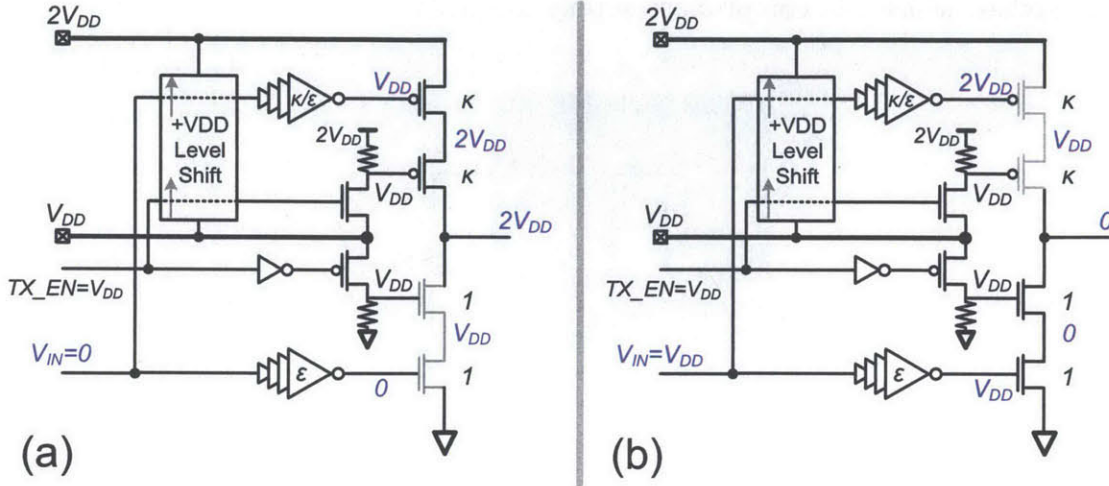 2VDD
VDD
κ/ε
κ
+VDD
Level
Shift
2VDD
2VDD
κ
VDD
VDD
2VDD
TX_EN=VDD
VDD
1
VDD
VIN=0
ε
0
1
(a)
2VDD
2VDD
κ/ε
κ
+VDD
Level
Shift
2VDD
VDD
κ
VDD
VDD
0
TX_EN=VDD
VDD
1
0
VIN=VDD
ε
VDD
1
(b)